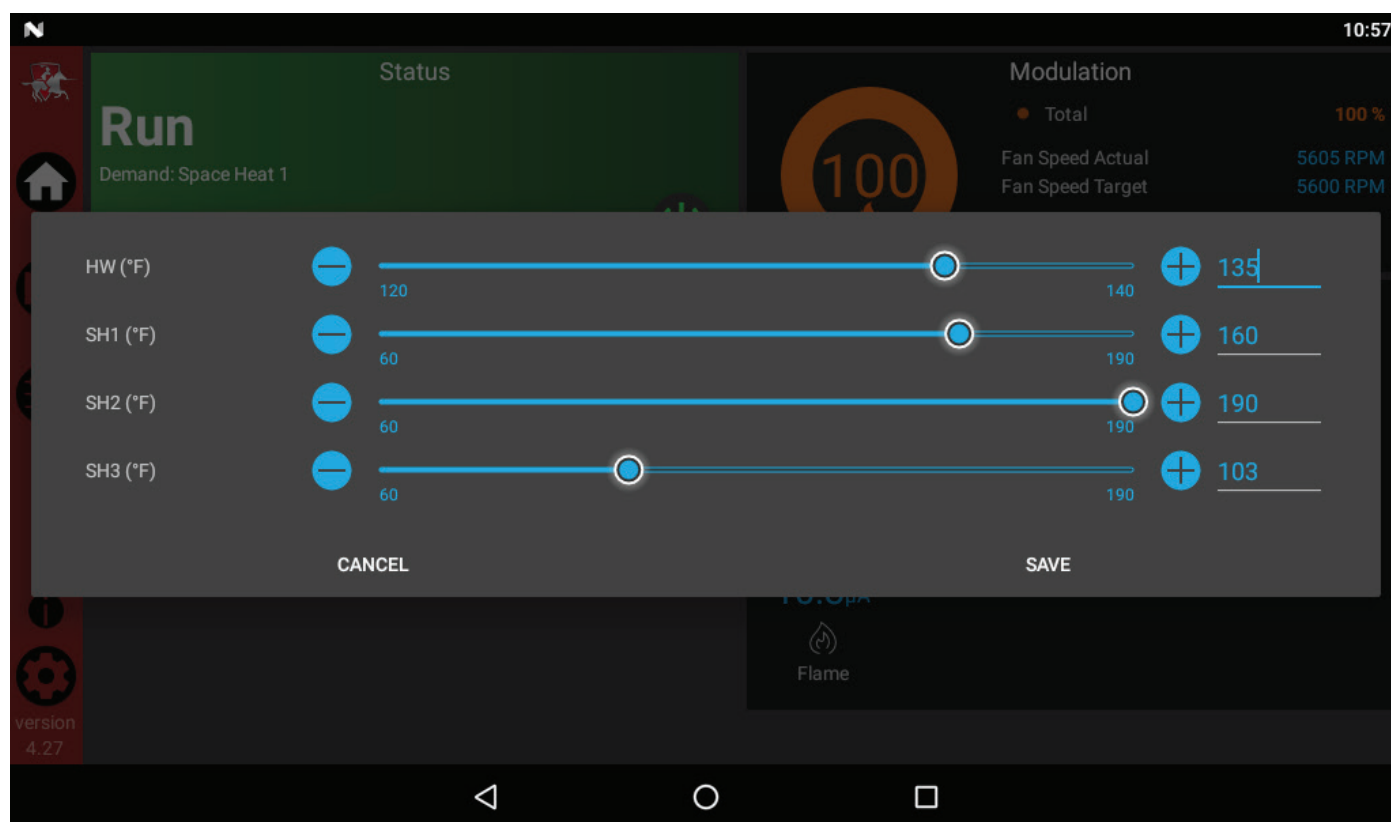 10:57
Status
Run
Demand: Space Heat 1
Modulation
Total 100 %
100
Fan Speed Actual 5605 RPM
Fan Speed Target 5600 RPM
HW (°F) 120 140 135
SH1 (°F) 60 190 160
SH2 (°F) 60 190 190
SH3 (°F) 60 190 103
CANCEL SAVE
µA
Flame
version
4.27